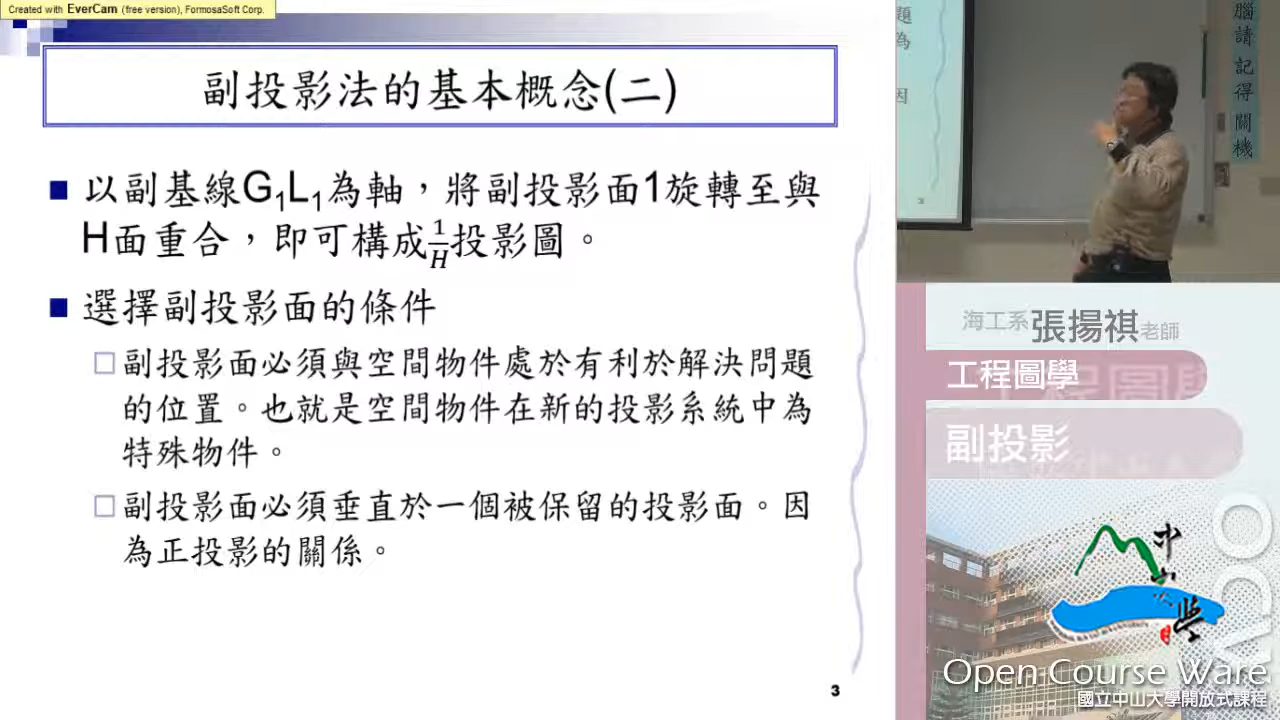 Created with EverCam (free version), FormosaSoft Corp.
副投影法的基本概念(二)
以副基線G₁L₁為軸，將副投影面1旋轉至與
H面重合，即可構成1/H投影圖。
選擇副投影面的條件
副投影面必須與空間物件處於有利於解決問題
的位置。也就是空間物件在新的投影系統中為
特殊物件。
副投影面必須垂直於一個被保留的投影面。因
為正投影的關係。
3
題
為
因
腦請記得關機
海工系張揚祺老師
工程圖學
副投影
中山大學
Open Course Ware
國立中山大學開放式課程